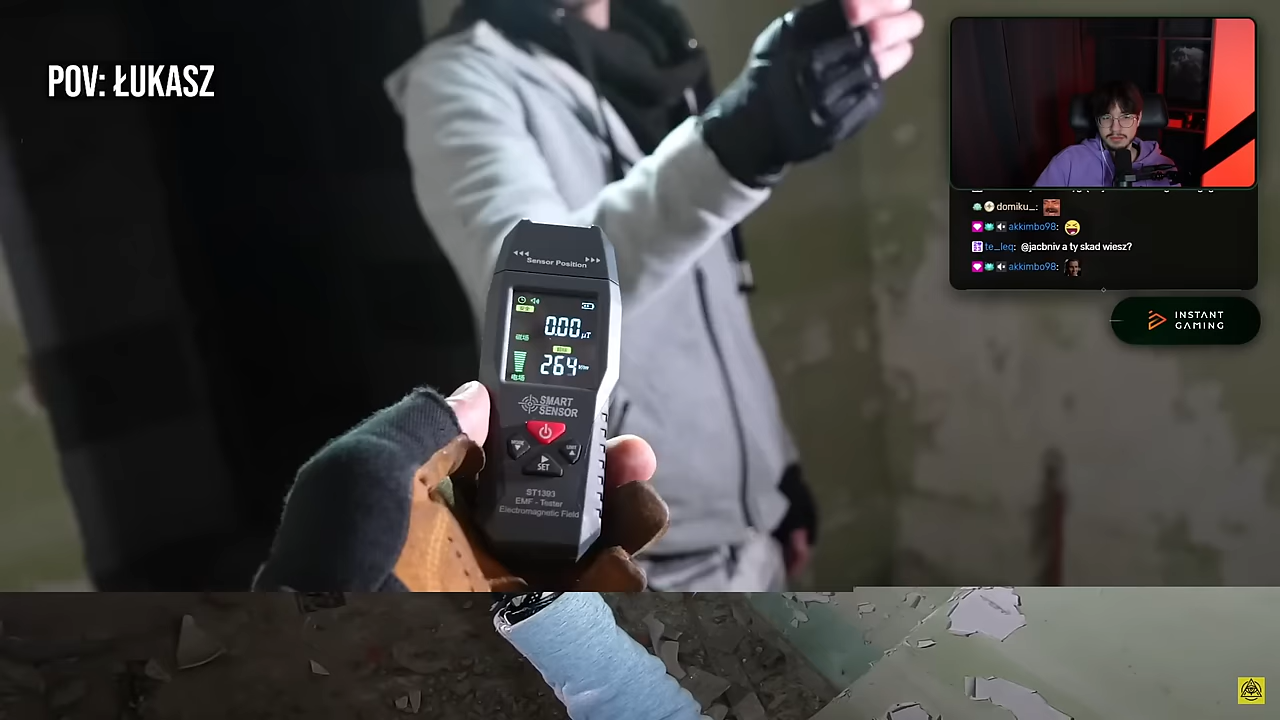 POV: ŁUKASZ
domiku_:
akkimbo98:
te_leq: @jacbniv a ty skad wiesz?
akkimbo98:
INSTANT
GAMING
Sensor Position
0.00 µT
264
SMART
SENSOR
SET
ST1393
EMF - Tester
Electromagnetic Field